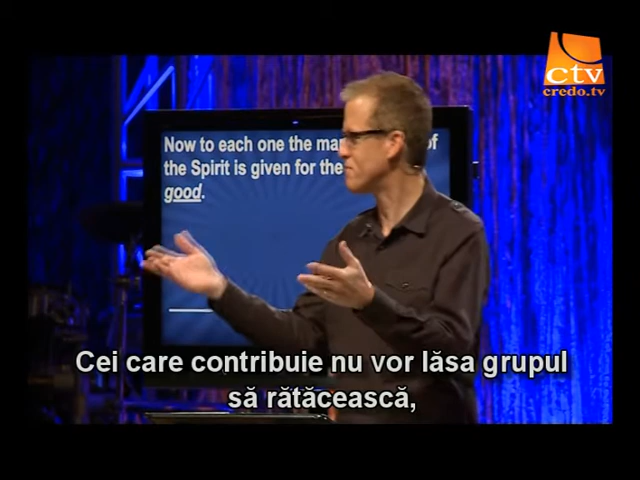 ctv
credo.tv
Now to each one the of
the Spirit is given for the
good.
Cei care contribuie nu vor lăsa grupul
să rătăcească,